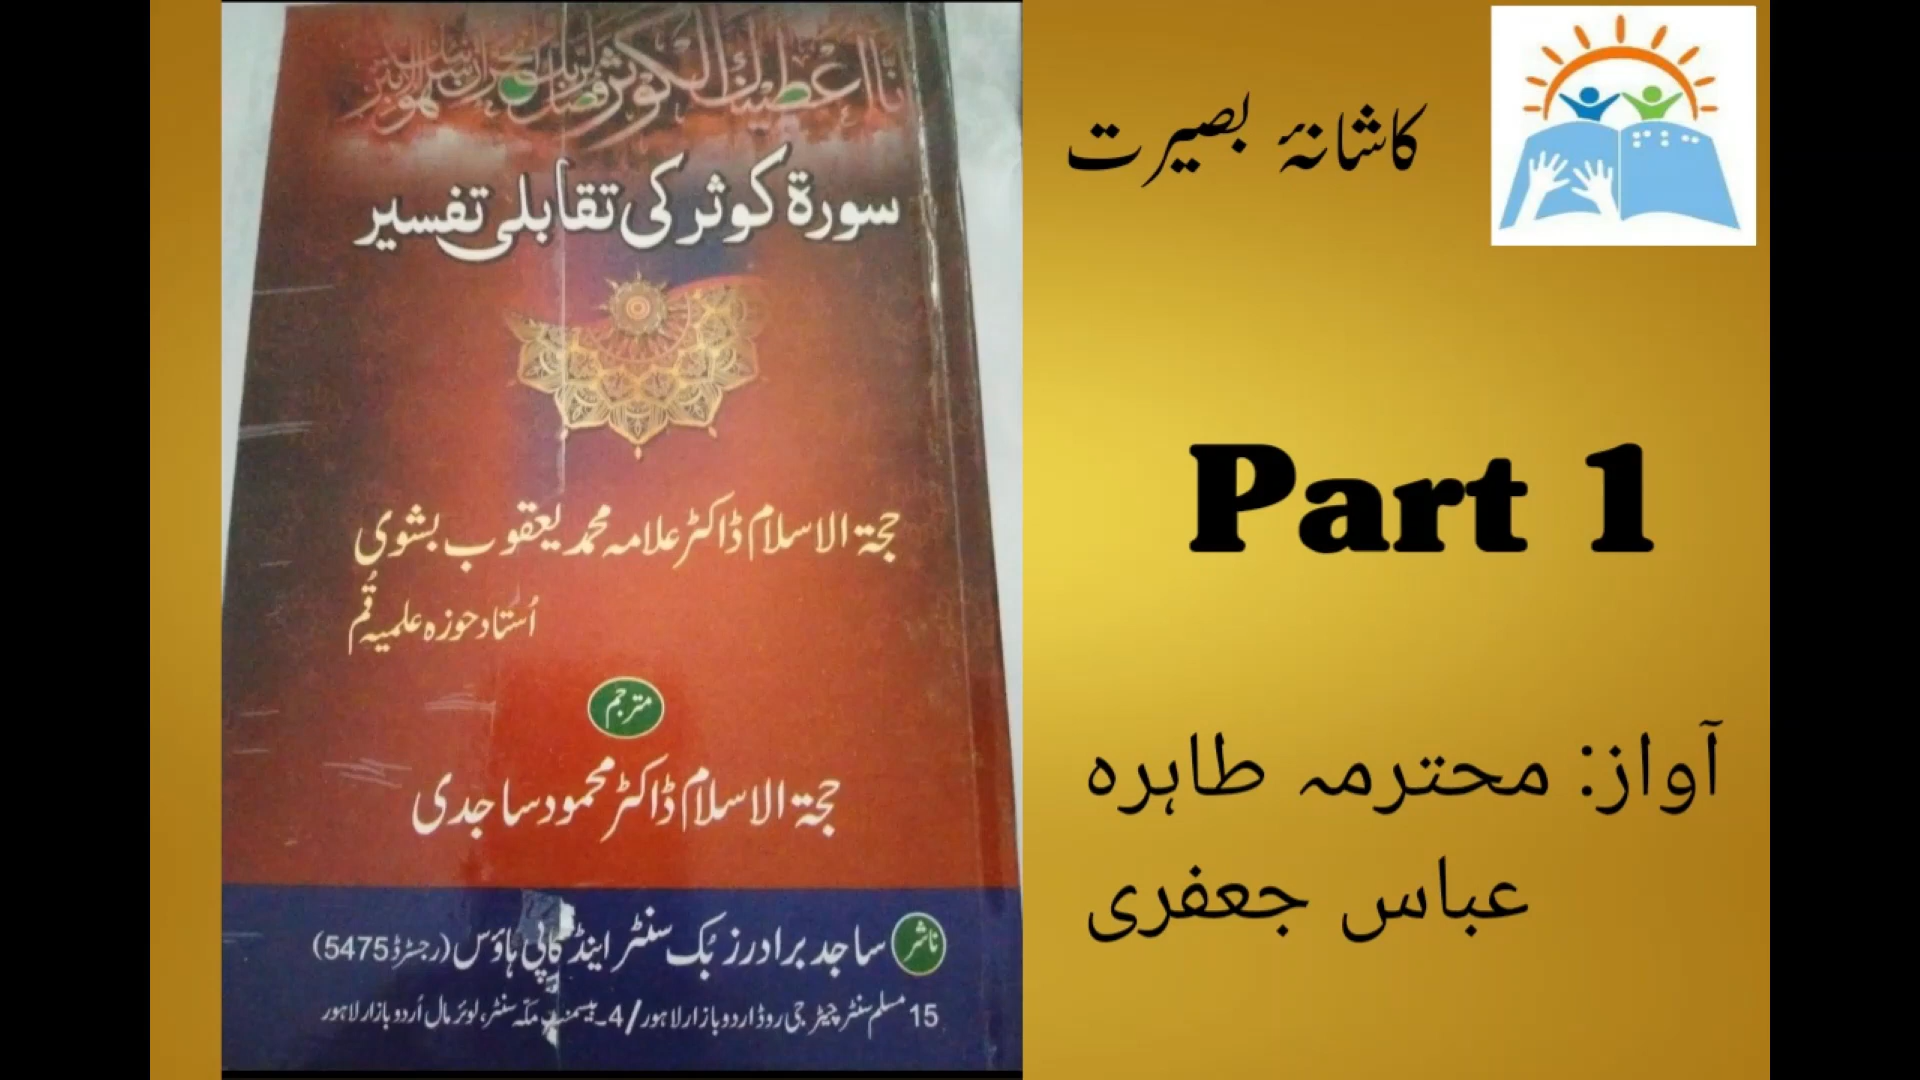 سورۃ کوثر کی تقابلی تفسیر
حجۃ الاسلام ڈاکٹر علامہ محمد یعقوب بشوی
اُستاد حوزہ علمیہ قُم
مترجم
حجۃ الاسلام ڈاکٹر محمود ساجدی
ناشر
ساجد برادرز بُک سنٹر اینڈ کاپی ہاؤس (رجسٹرڈ 5475)
15 مسلم سنٹر چیٹر جی روڈ اردو بازار لاہور / 4۔بیسمنٹ مکہ سنٹر، لوئر مال اُردو بازار لاہور
کاشانۂ بصیرت
Part 1
آواز: محترمہ طاہرہ
عباس جعفری